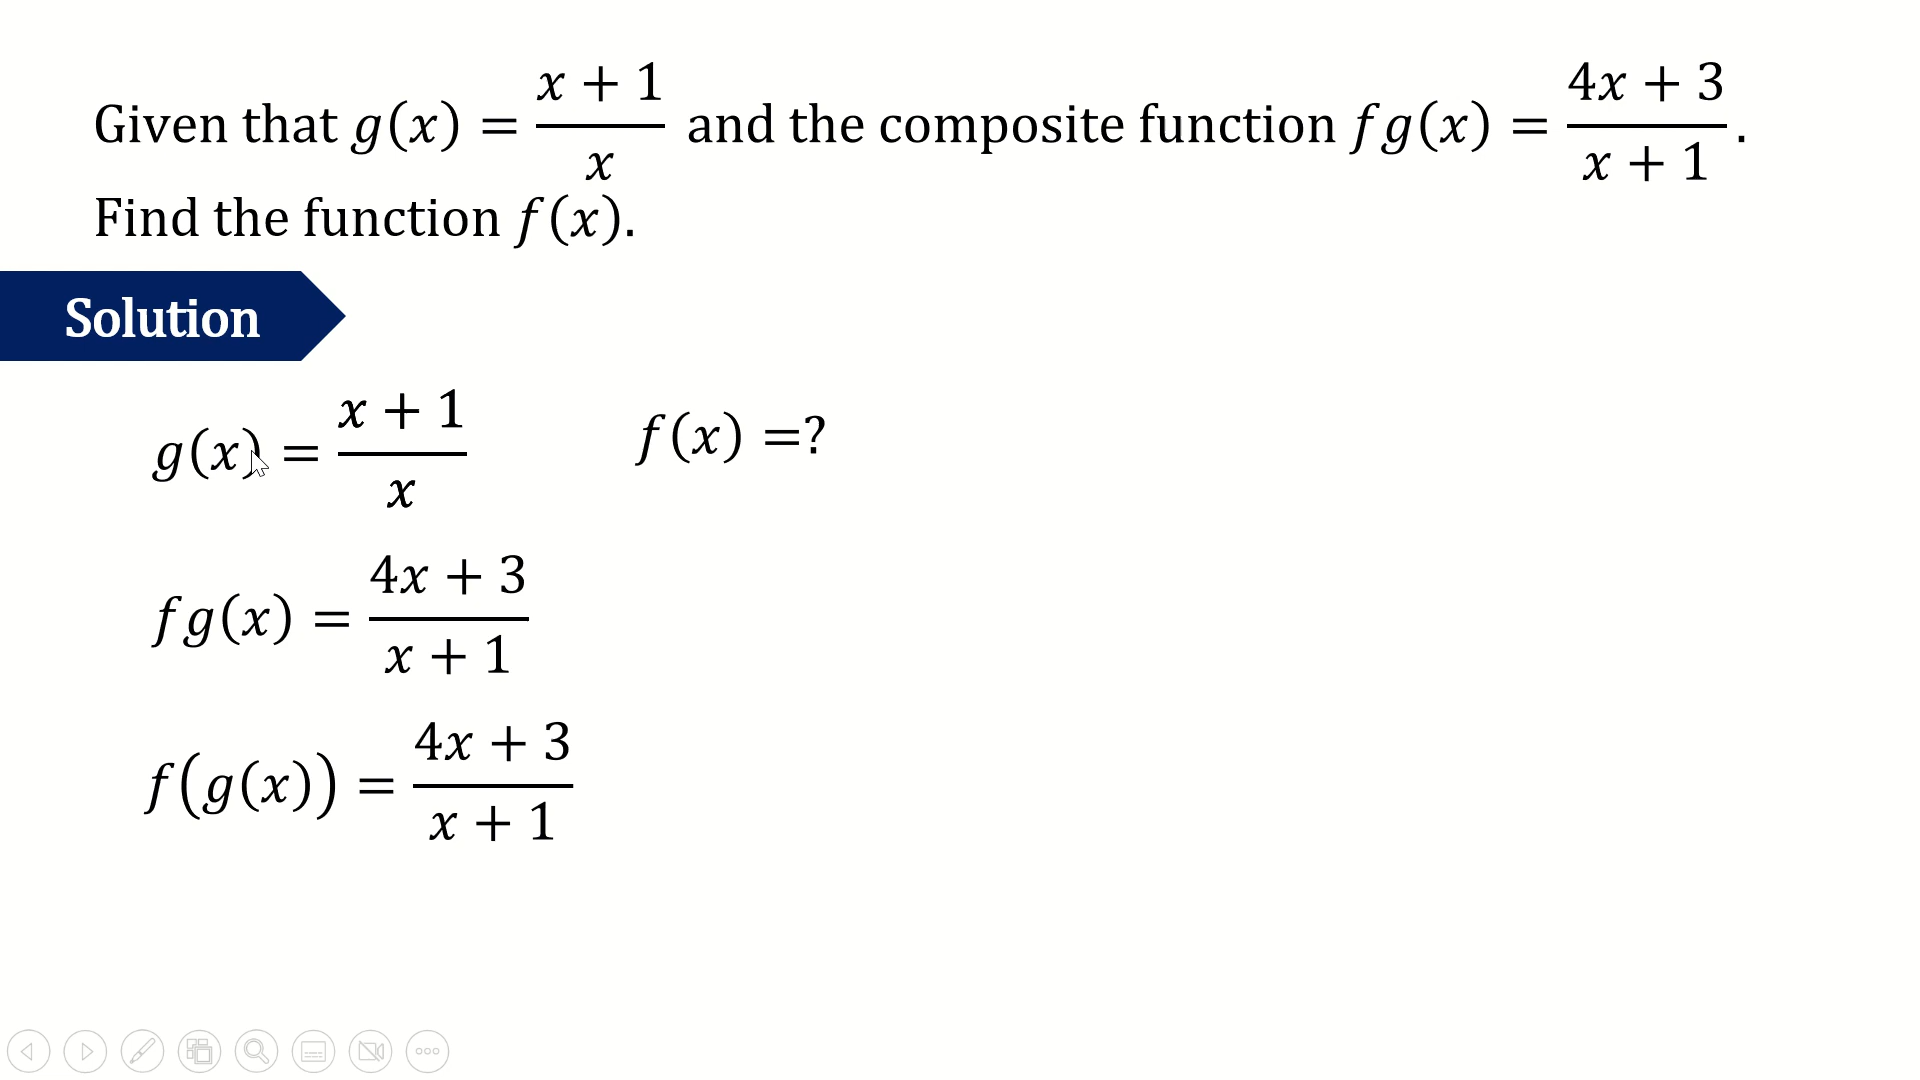 Given that g(x) = (x + 1)/x and the composite function fg(x) = (4x + 3)/(x + 1).
Find the function f(x).
Solution
g(x) = (x + 1)/x
f(x) =?
fg(x) = (4x + 3)/(x + 1)
f(g(x)) = (4x + 3)/(x + 1)